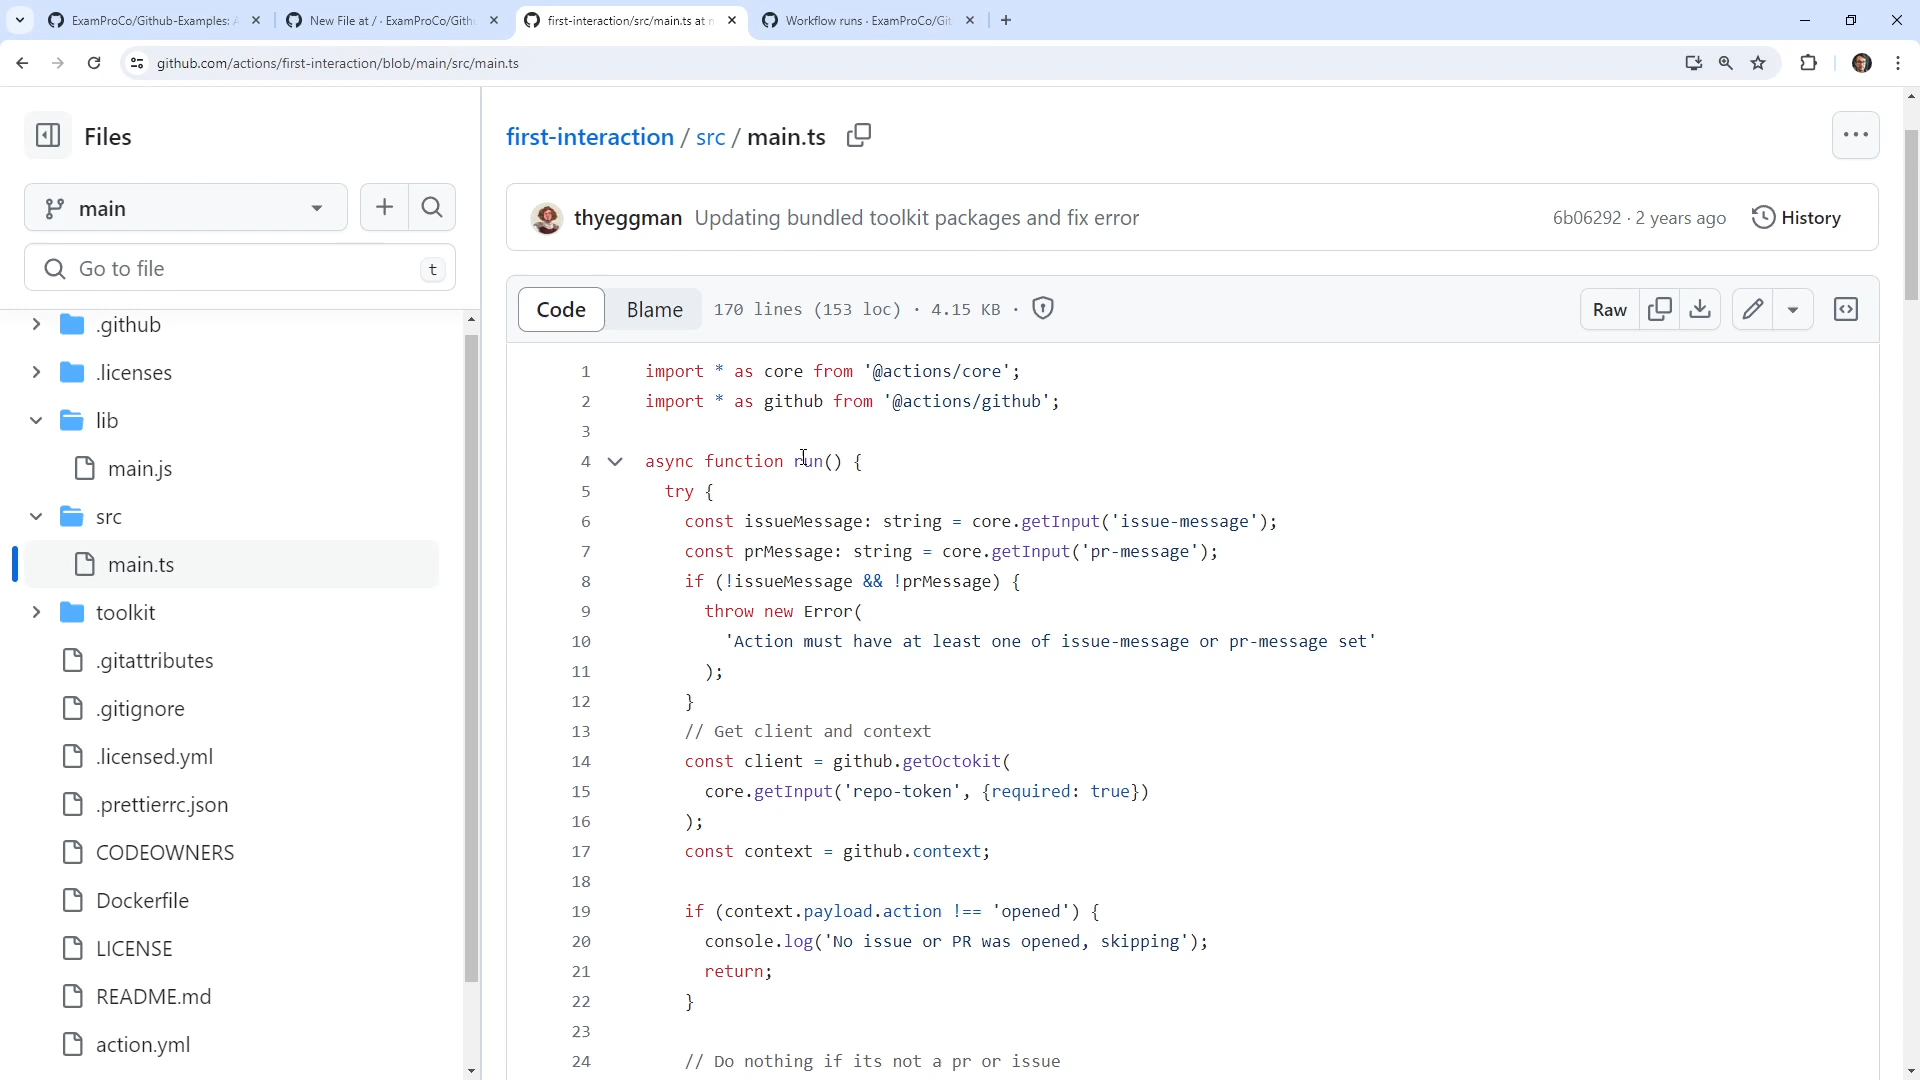 ExamProCo/Github-Examples: A
New File at / · ExamProCo/Githu
first-interaction/src/main.ts at m
Workflow runs · ExamProCo/Git
github.com/actions/first-interaction/blob/main/src/main.ts
Files
main
Go to file
t
.github
.licenses
lib
main.js
src
main.ts
toolkit
.gitattributes
.gitignore
.licensed.yml
.prettierrc.json
CODEOWNERS
Dockerfile
LICENSE
README.md
action.yml
first-interaction / src / main.ts
thyeggman Updating bundled toolkit packages and fix error
6b06292 · 2 years ago
History
Code
Blame
170 lines (153 loc) · 4.15 KB ·
Raw
1 import * as core from '@actions/core';
2 import * as github from '@actions/github';
3
4 async function run() {
5 try {
6 const issueMessage: string = core.getInput('issue-message');
7 const prMessage: string = core.getInput('pr-message');
8 if (!issueMessage && !prMessage) {
9 throw new Error(
10 'Action must have at least one of issue-message or pr-message set'
11 );
12 }
13 // Get client and context
14 const client = github.getOctokit(
15 core.getInput('repo-token', {required: true})
16 );
17 const context = github.context;
18
19 if (context.payload.action !== 'opened') {
20 console.log('No issue or PR was opened, skipping');
21 return;
22 }
23
24 // Do nothing if its not a pr or issue